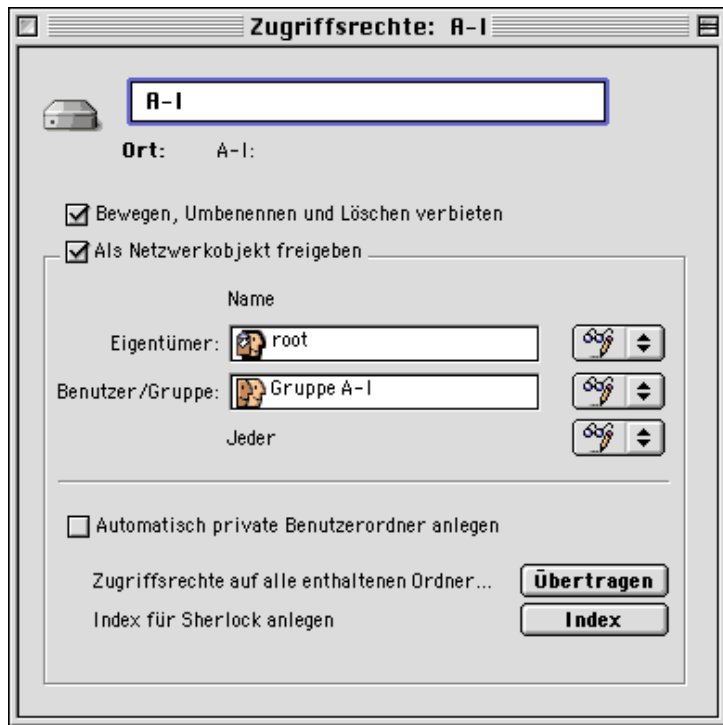 Zugriffsrechte: A-I
A-I
Ort: A-I:
Bewegen, Umbenennen und Löschen verbieten
Als Netzwerkobjekt freigeben
Name
Eigentümer: root
Benutzer/Gruppe: Gruppe A-I
Jeder
Automatisch private Benutzerordner anlegen
Zugriffsrechte auf alle enthaltenen Ordner... Übertragen
Index für Sherlock anlegen Index